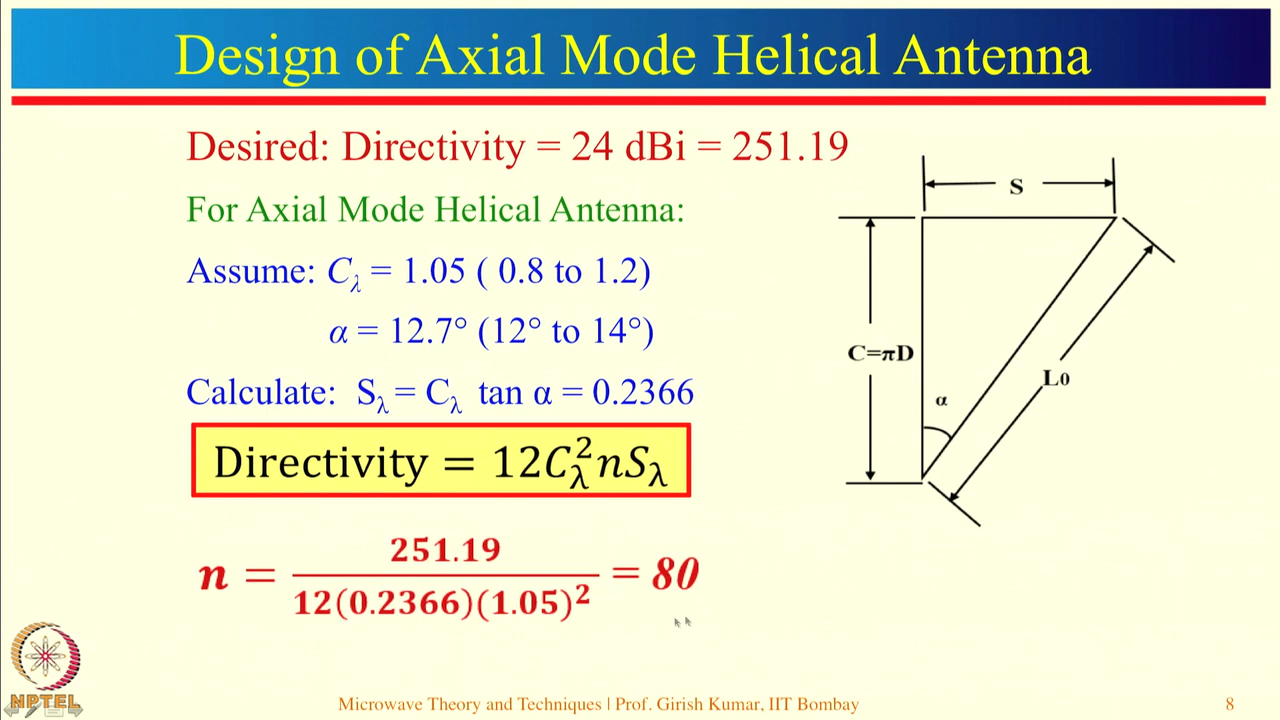 Design of Axial Mode Helical Antenna
Desired: Directivity = 24 dBi = 251.19
For Axial Mode Helical Antenna:
Assume: Cλ = 1.05 ( 0.8 to 1.2)
α = 12.7° (12° to 14°)
Calculate: Sλ = Cλ tan α = 0.2366
Directivity = 12Cλ²nSλ
n = 251.19 / 12(0.2366)(1.05)² = 80
S
C=πD
α
L0
NPTEL
Microwave Theory and Techniques | Prof. Girish Kumar, IIT Bombay
8